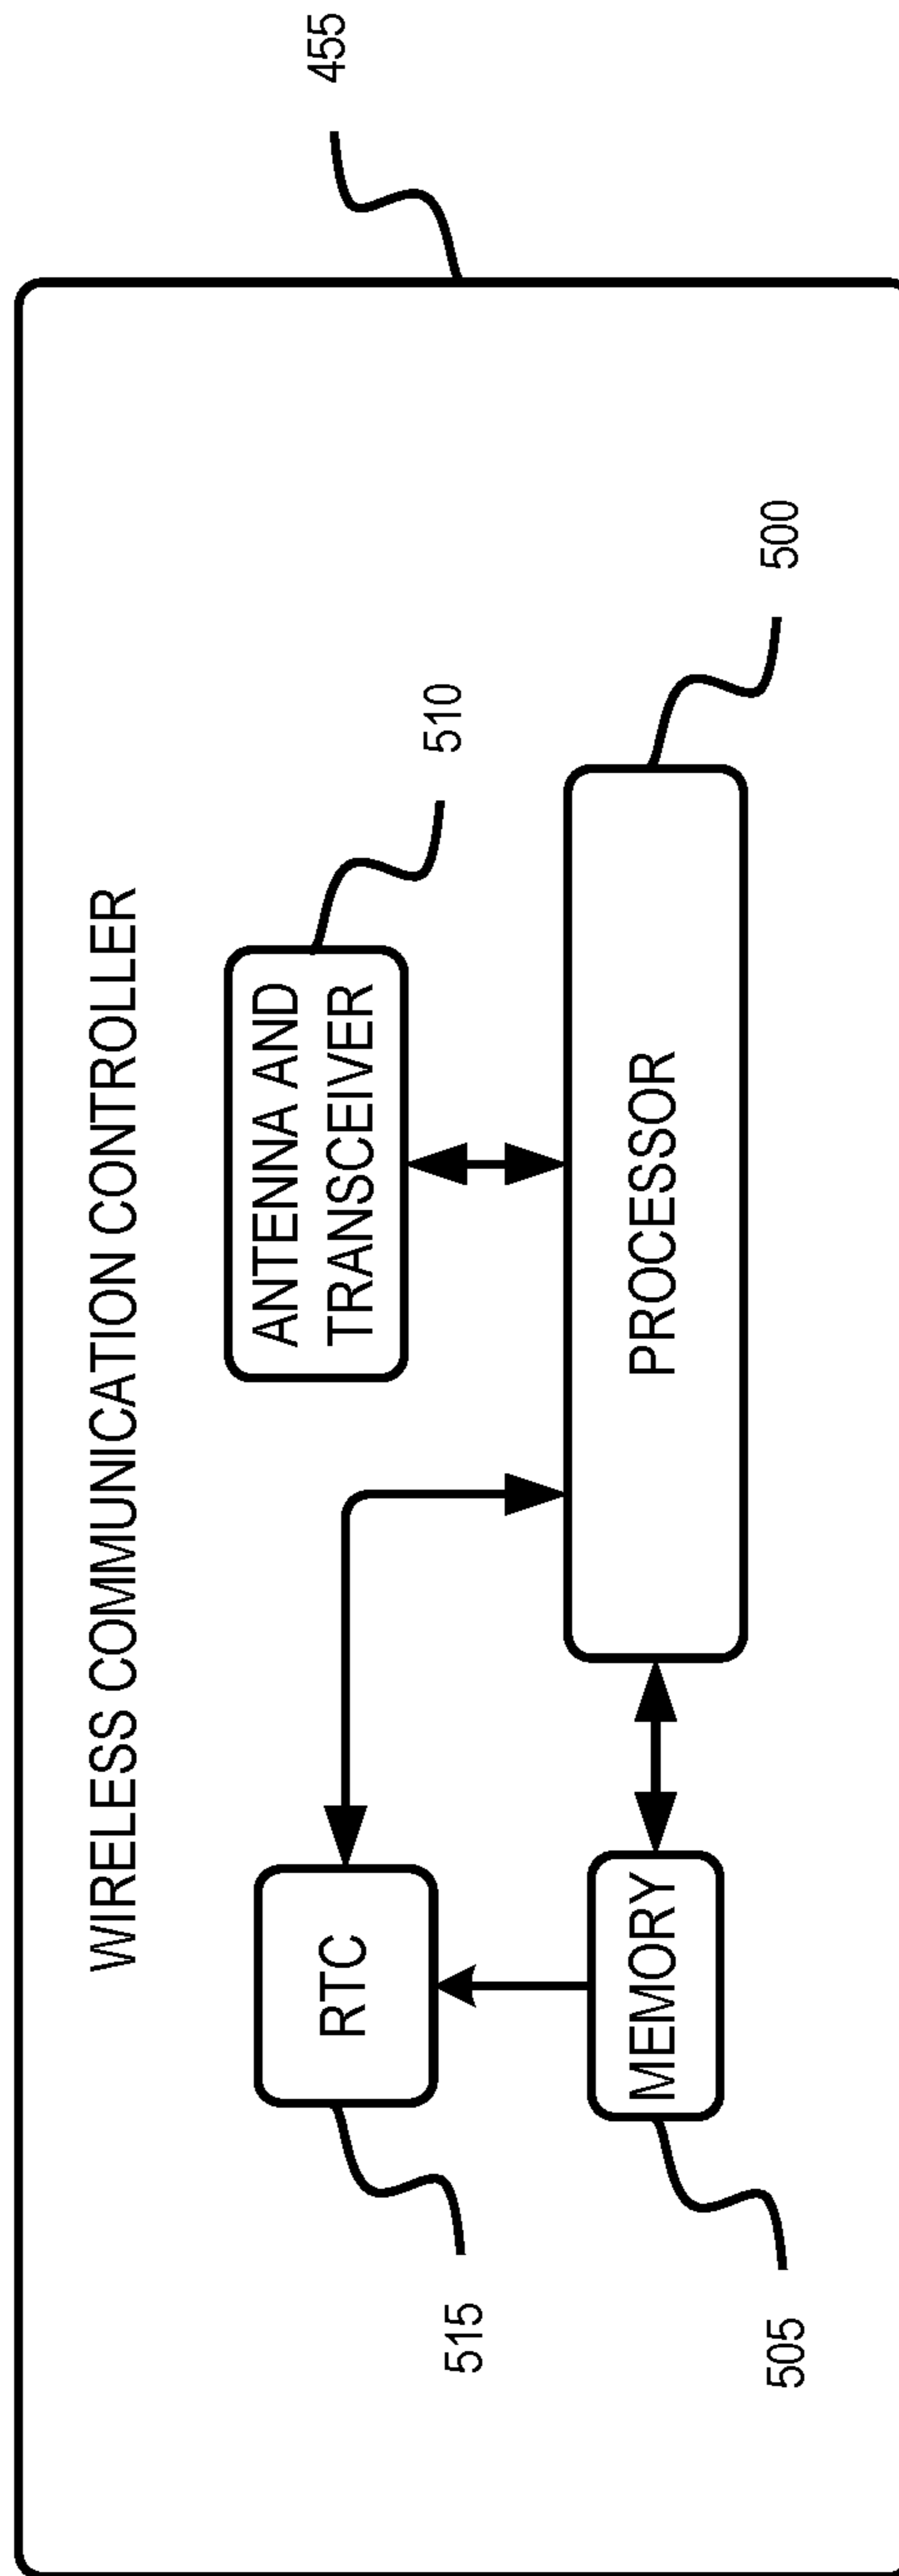 WIRELESS COMMUNICATION CONTROLLER
455
ANTENNA AND
TRANSCEIVER
510
RTC
515
PROCESSOR
500
MEMORY
505